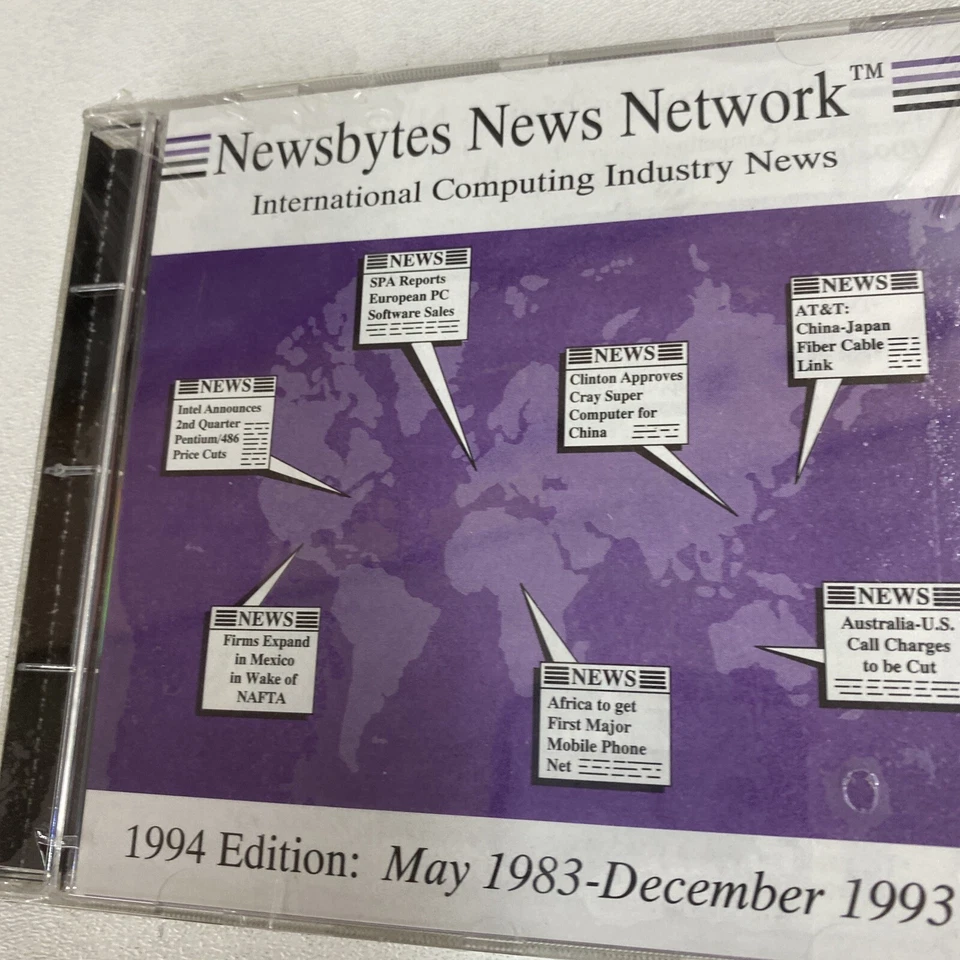 Newsbytes News Network™
International Computing Industry News
NEWS
SPA Reports
European PC
Software Sales
NEWS
AT&T:
China-Japan
Fiber Cable
Link
NEWS
Clinton Approves
Cray Super
Computer for
China
NEWS
Intel Announces
2nd Quarter
Pentium/486
Price Cuts
NEWS
Firms Expand
in Mexico
in Wake of
NAFTA
NEWS
Africa to get
First Major
Mobile Phone
Net
NEWS
Australia-U.S.
Call Charges
to be Cut
1994 Edition: May 1983-December 1993